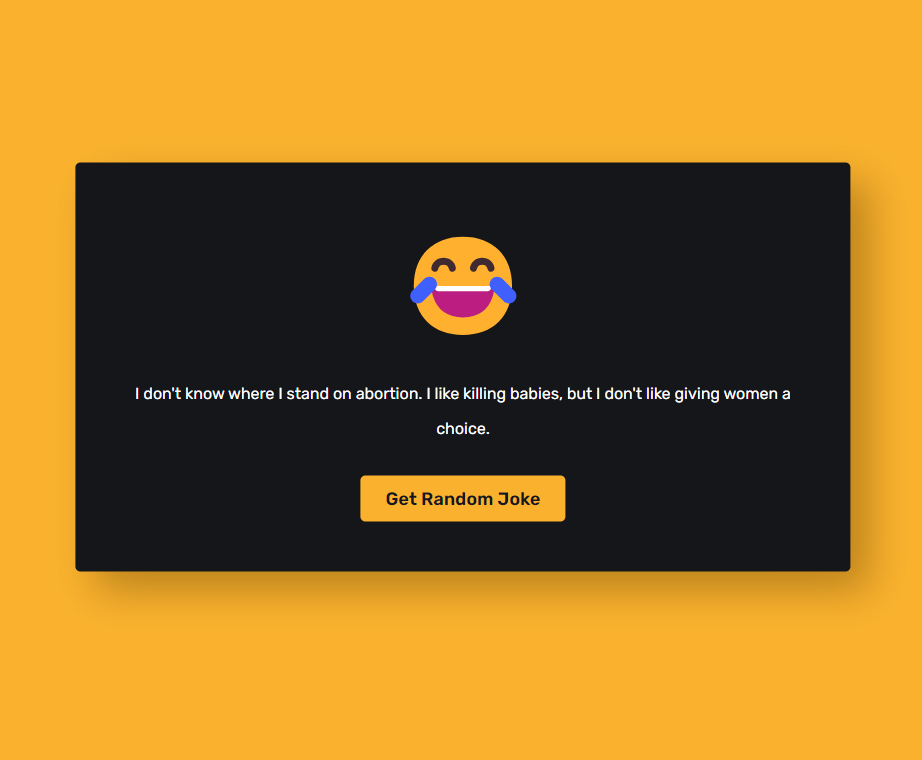 I don't know where I stand on abortion. I like killing babies, but I don't like giving women a
choice.
Get Random Joke